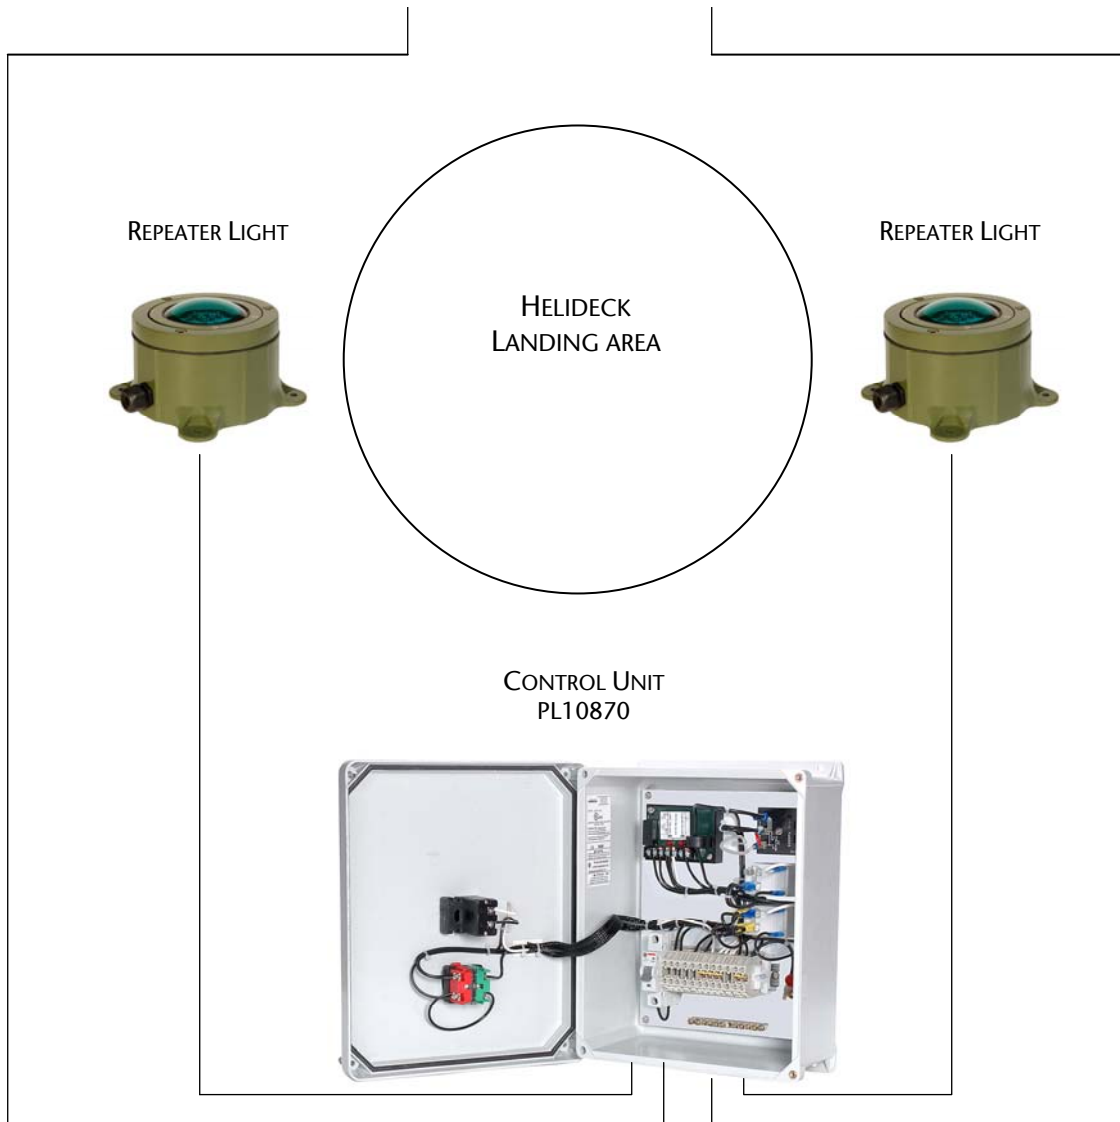 REPEATER LIGHT
REPEATER LIGHT
HELIDECK
LANDING AREA
CONTROL UNIT
PL10870